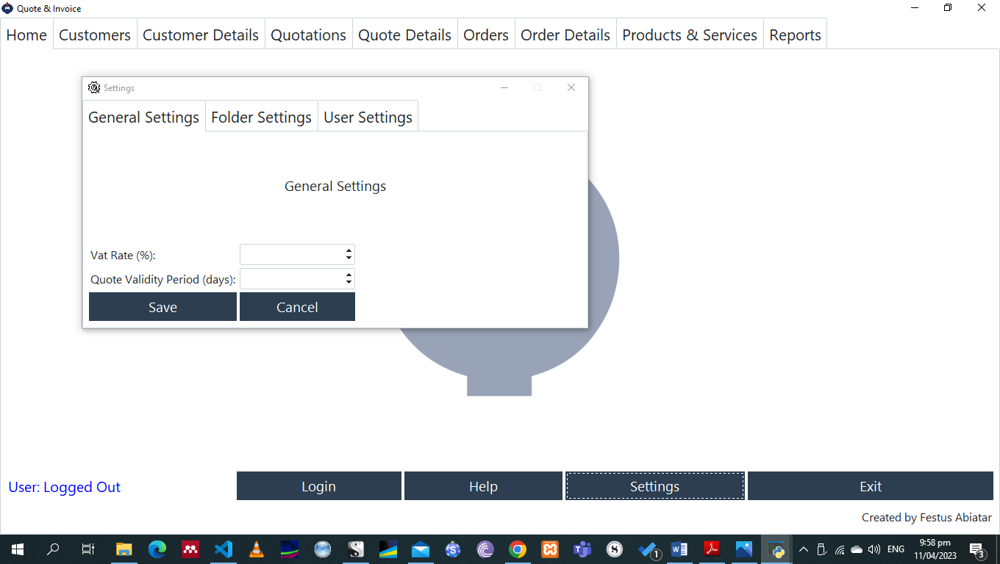 Quote & Invoice
Home Customers Customer Details Quotations Quote Details Orders Order Details Products & Services Reports
Settings
General Settings Folder Settings User Settings
General Settings
Vat Rate (%):
Quote Validity Period (days):
Save Cancel
User: Logged Out Login Help Settings Exit
Created by Festus Abiatar
ENG
9:58 pm
11/04/2023
1
3